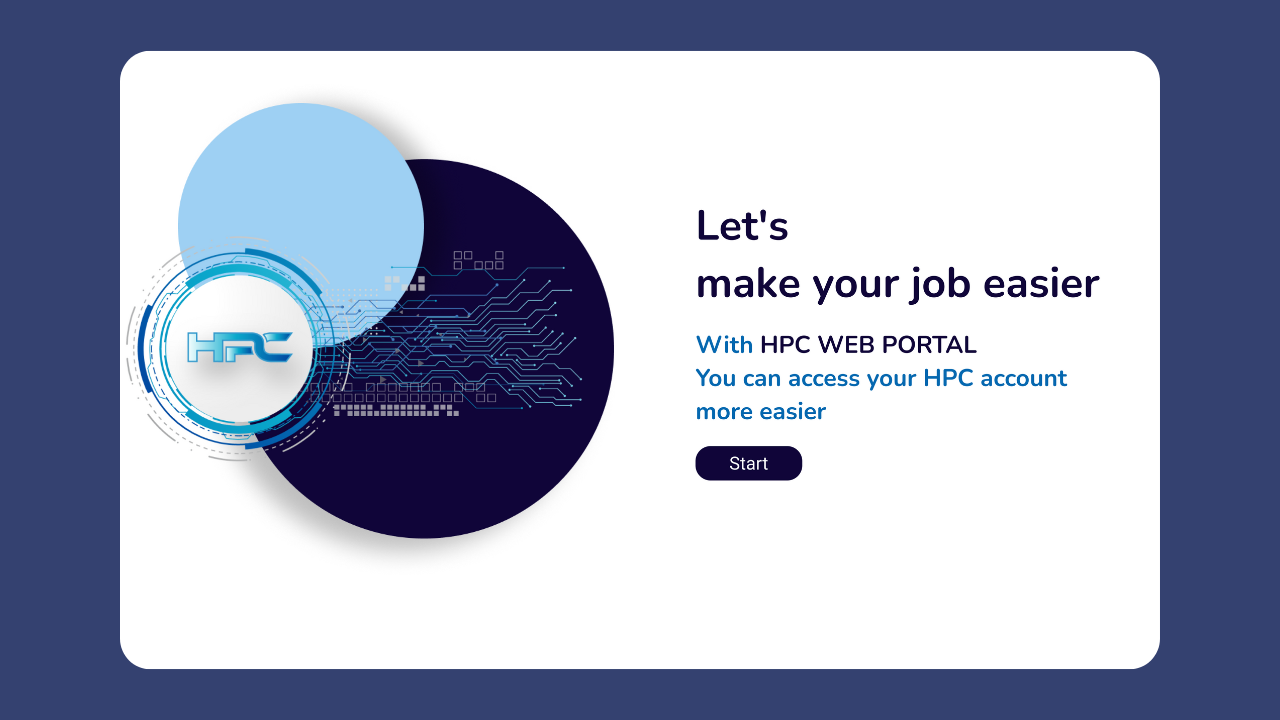 HPC
Let's
make your job easier
With HPC WEB PORTAL
You can access your HPC account
more easier
Start